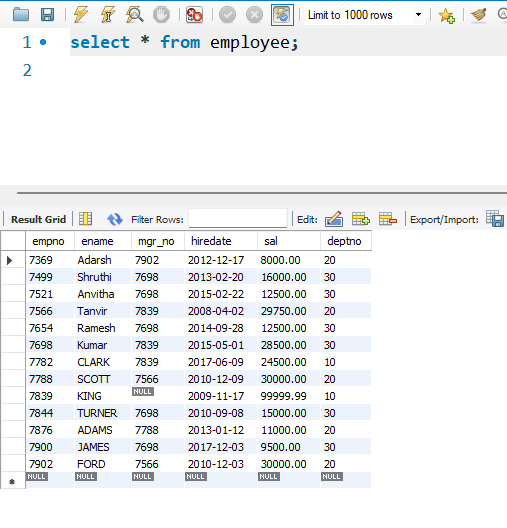 Limit to 1000 rows
1 select * from employee;
2
Result Grid Filter Rows: Edit: Export/Import:
empno ename mgr_no hiredate sal deptno
7369 Adarsh 7902 2012-12-17 8000.00 20
7499 Shruthi 7698 2013-02-20 16000.00 30
7521 Anvitha 7698 2015-02-22 12500.00 30
7566 Tanvir 7839 2008-04-02 29750.00 20
7654 Ramesh 7698 2014-09-28 12500.00 30
7698 Kumar 7839 2015-05-01 28500.00 30
7782 CLARK 7839 2017-06-09 24500.00 10
7788 SCOTT 7566 2010-12-09 30000.00 20
7839 KING NULL 2009-11-17 99999.99 10
7844 TURNER 7698 2010-09-08 15000.00 30
7876 ADAMS 7788 2013-01-12 11000.00 20
7900 JAMES 7698 2017-12-03 9500.00 30
7902 FORD 7566 2010-12-03 30000.00 20
NULL NULL NULL NULL NULL NULL